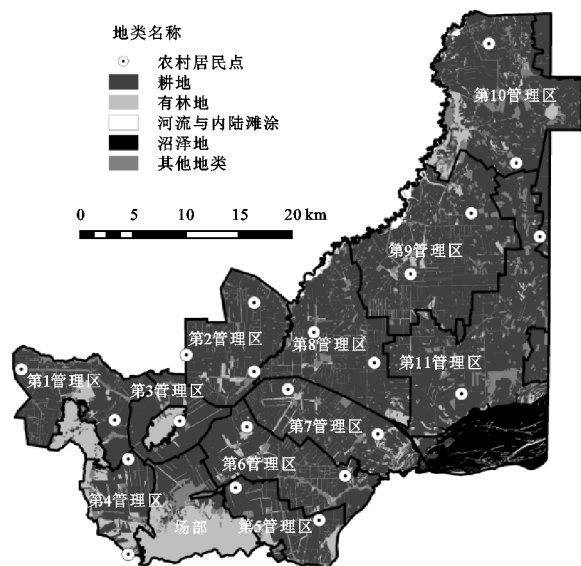 地类名称
农村居民点
耕地
有林地
河流与内陆滩涂
沼泽地
其他地类
0 5 10 15 20 km
第10管理区
第9管理区
第2管理区
第8管理区
第11管理区
第1管理区
第3管理区
第7管理区
第6管理区
第4管理区
场部
第5管理区